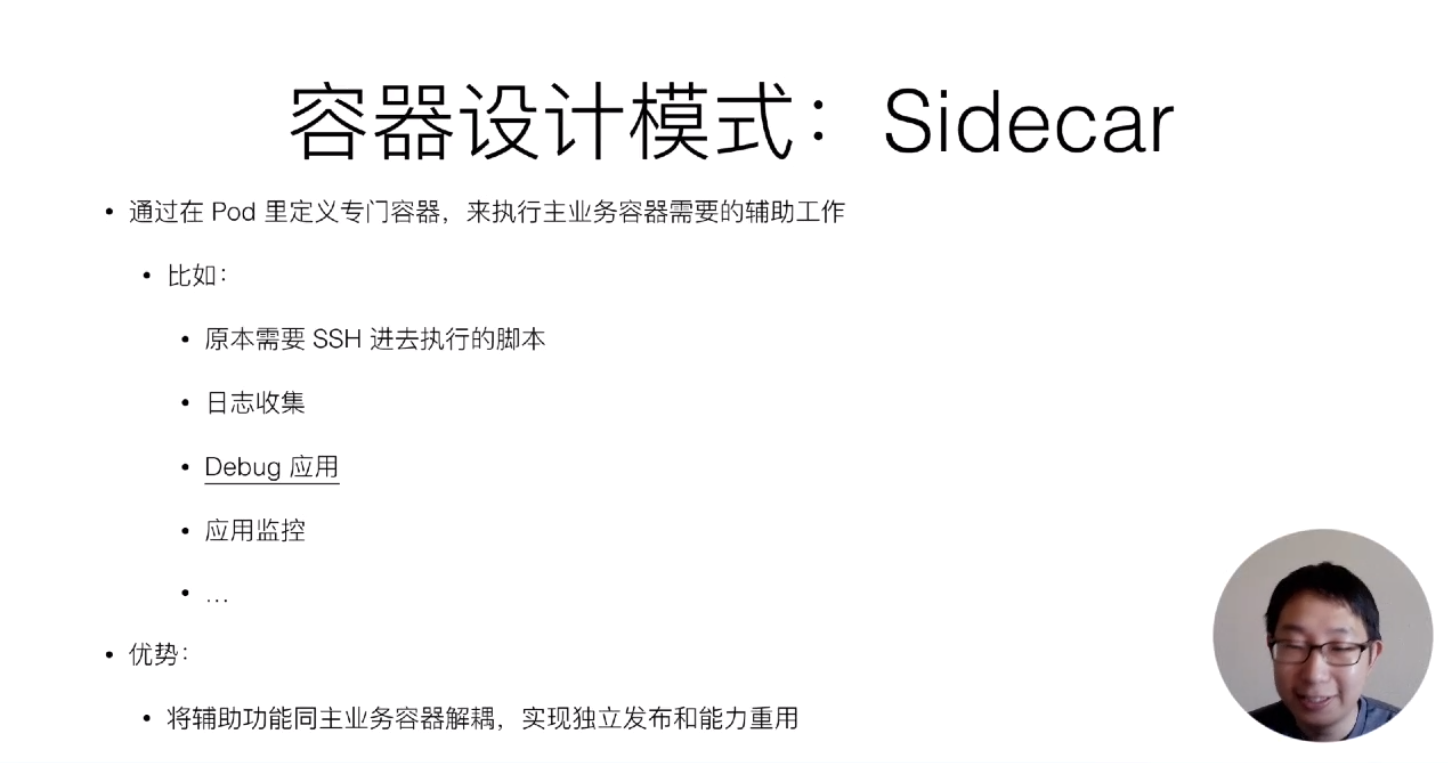 容器设计模式：Sidecar
• 通过在 Pod 里定义专门容器，来执行主业务容器需要的辅助工作
• 比如：
• 原本需要 SSH 进去执行的脚本
• 日志收集
• Debug 应用
• 应用监控
• …
• 优势：
• 将辅助功能同主业务容器解耦，实现独立发布和能力重用